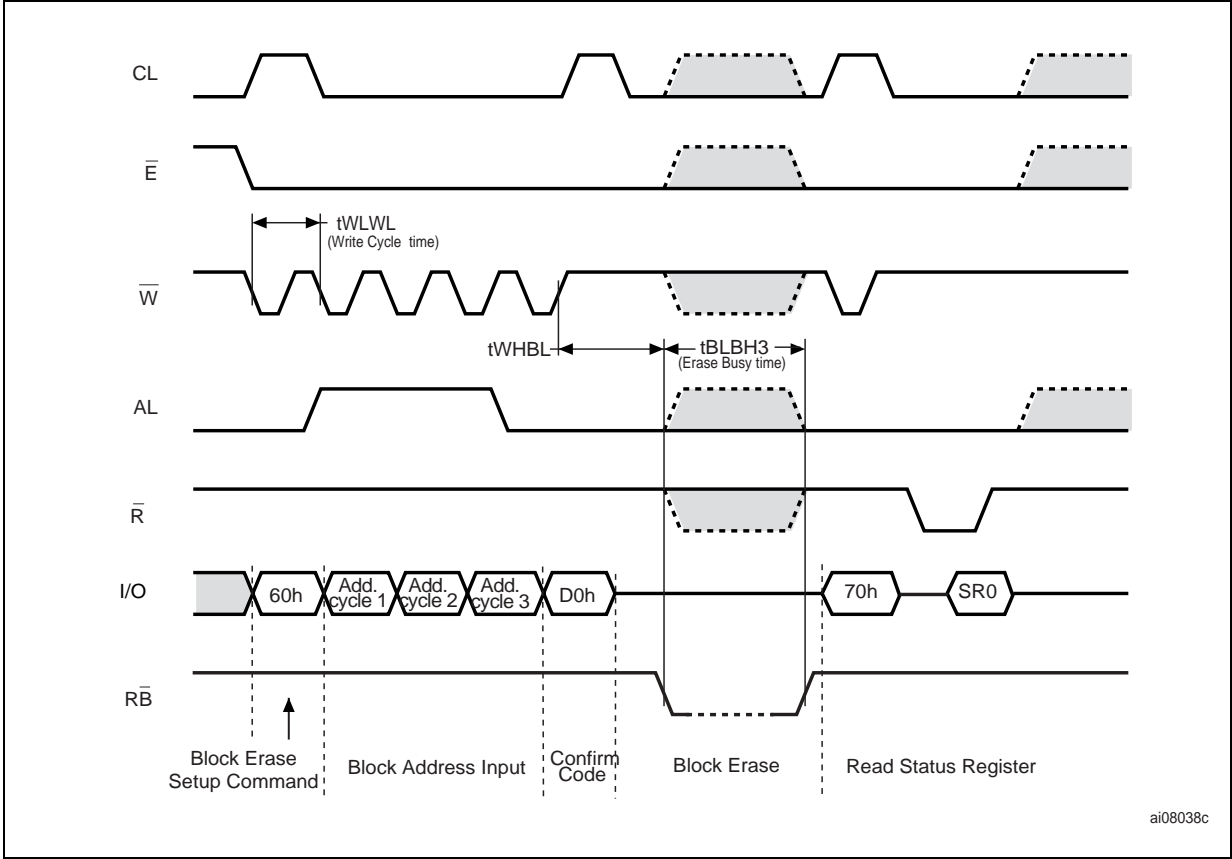 CL
E̅
tWLWL
(Write Cycle time)
W̅
tWHBL
tBLBH3
(Erase Busy time)
AL
R̅
I/O
60h
Add. cycle 1
Add. cycle 2
Add. cycle 3
D0h
70h
SR0
RB̅
Block Erase
Setup Command
Block Address Input
Confirm
Code
Block Erase
Read Status Register
ai08038c